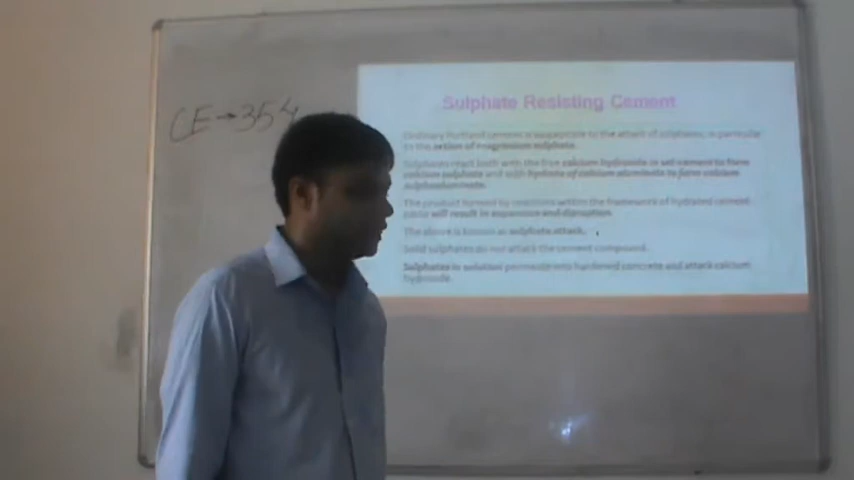 CE→354
Sulphate Resisting Cement
Ordinary Portland cement is susceptible to the attack of sulphates, in particular
to the action of magnesium sulphate.
Sulphates react both with the free calcium hydroxide in set-cement to form
calcium sulphate and with hydrate of calcium aluminate to form calcium
sulphoaluminate.
The product formed by reactions within the framework of hydrated cement
paste will result in expansion and disruption.
The above is known as sulphate attack.
Solid sulphates do not attack the cement compound.
Sulphates in solution permeate into hardened concrete and attack calcium
hydroxide.